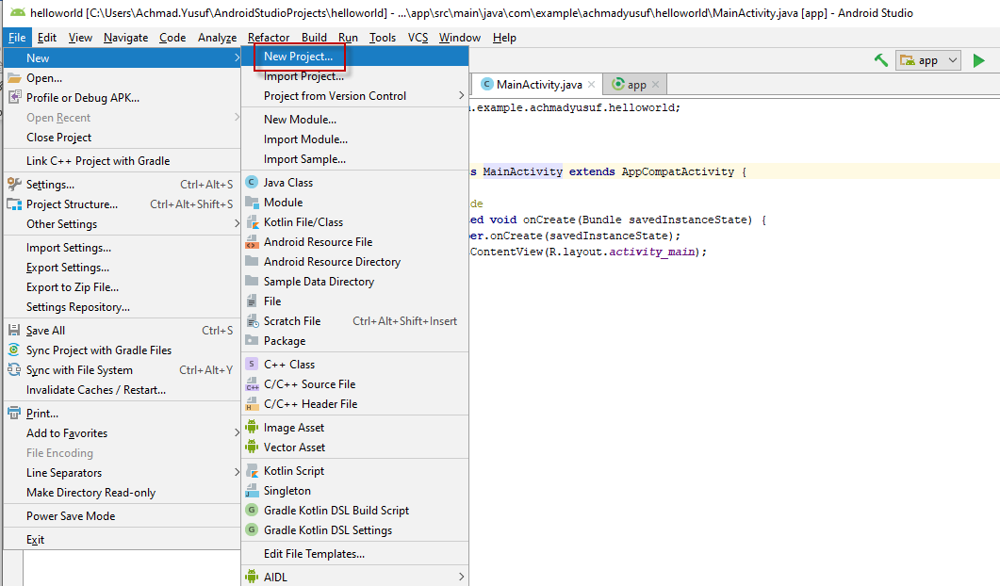 helloworld [C:\Users\Achmad.Yusuf\AndroidStudioProjects\helloworld] - ...\app\src\main\java\com\example\achmadyusuf\helloworld\MainActivity.java [app] - Android Studio
File Edit View Navigate Code Analyze Refactor Build Run Tools VCS Window Help
New
Open...
Profile or Debug APK...
Open Recent
Close Project
Link C++ Project with Gradle
Settings... Ctrl+Alt+S
Project Structure... Ctrl+Alt+Shift+S
Other Settings
Import Settings...
Export Settings...
Export to Zip File...
Settings Repository...
Save All Ctrl+S
Sync Project with Gradle Files
Sync with File System Ctrl+Alt+Y
Invalidate Caches / Restart...
Print...
Add to Favorites
File Encoding
Line Separators
Make Directory Read-only
Power Save Mode
Exit
New Project...
Import Project...
Project from Version Control
New Module...
Import Module...
Import Sample...
Java Class
Module
Kotlin File/Class
Android Resource File
Android Resource Directory
Sample Data Directory
File
Scratch File Ctrl+Alt+Shift+Insert
Package
C++ Class
C/C++ Source File
C/C++ Header File
Image Asset
Vector Asset
Kotlin Script
Singleton
Gradle Kotlin DSL Build Script
Gradle Kotlin DSL Settings
Edit File Templates...
AIDL
app
MainActivity.java app
.example.achmadyusuf.helloworld;
s MainActivity extends AppCompatActivity {
de
ed void onCreate(Bundle savedInstanceState) {
per.onCreate(savedInstanceState);
ContentView(R.layout.activity_main);